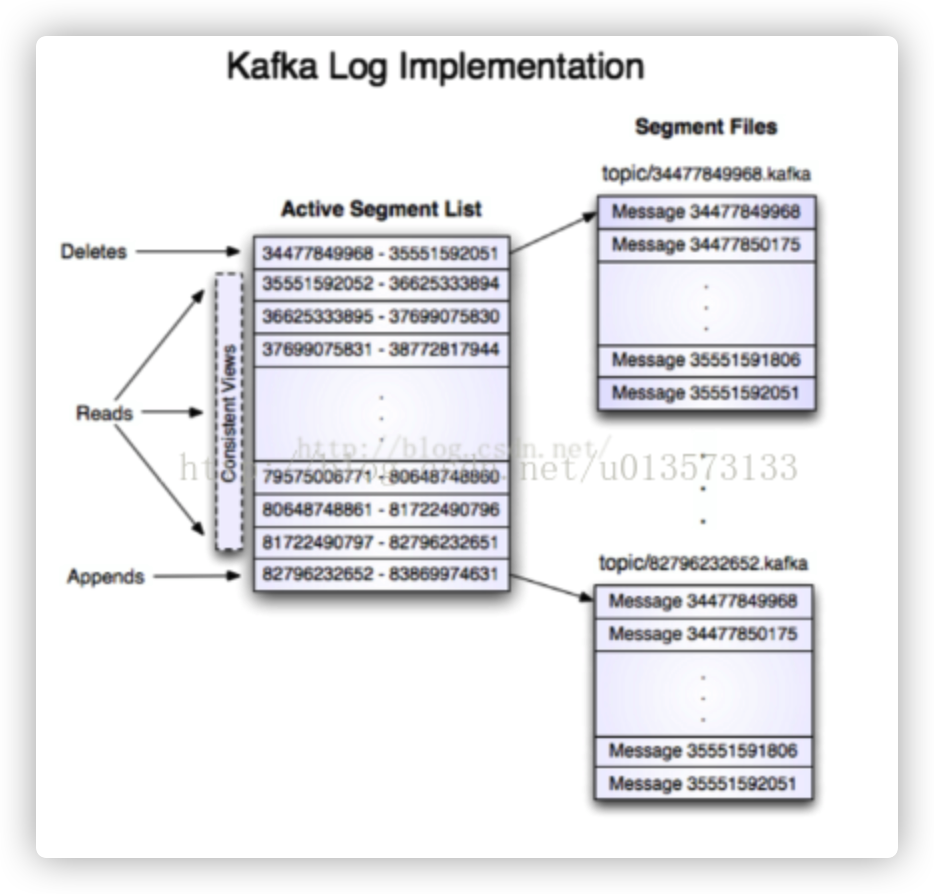 Kafka Log Implementation
Segment Files
topic/34477849968.kafka
Message 34477849968
Message 34477850175
Message 35551591806
Message 35551592051
Active Segment List
Deletes
34477849968 - 35551592051
35551592052 - 36625333894
36625333895 - 37699075830
37699075831 - 38772817944
Reads
Consistent Views
79575006771 - 80648748860
80648748861 - 81722490796
81722490797 - 82796232651
Appends
82796232652 - 83869974631
topic/82796232652.kafka
Message 34477849968
Message 34477850175
Message 35551591806
Message 35551592051
http://blog.csdn.net/
http://blog.csdn.net/u013573133